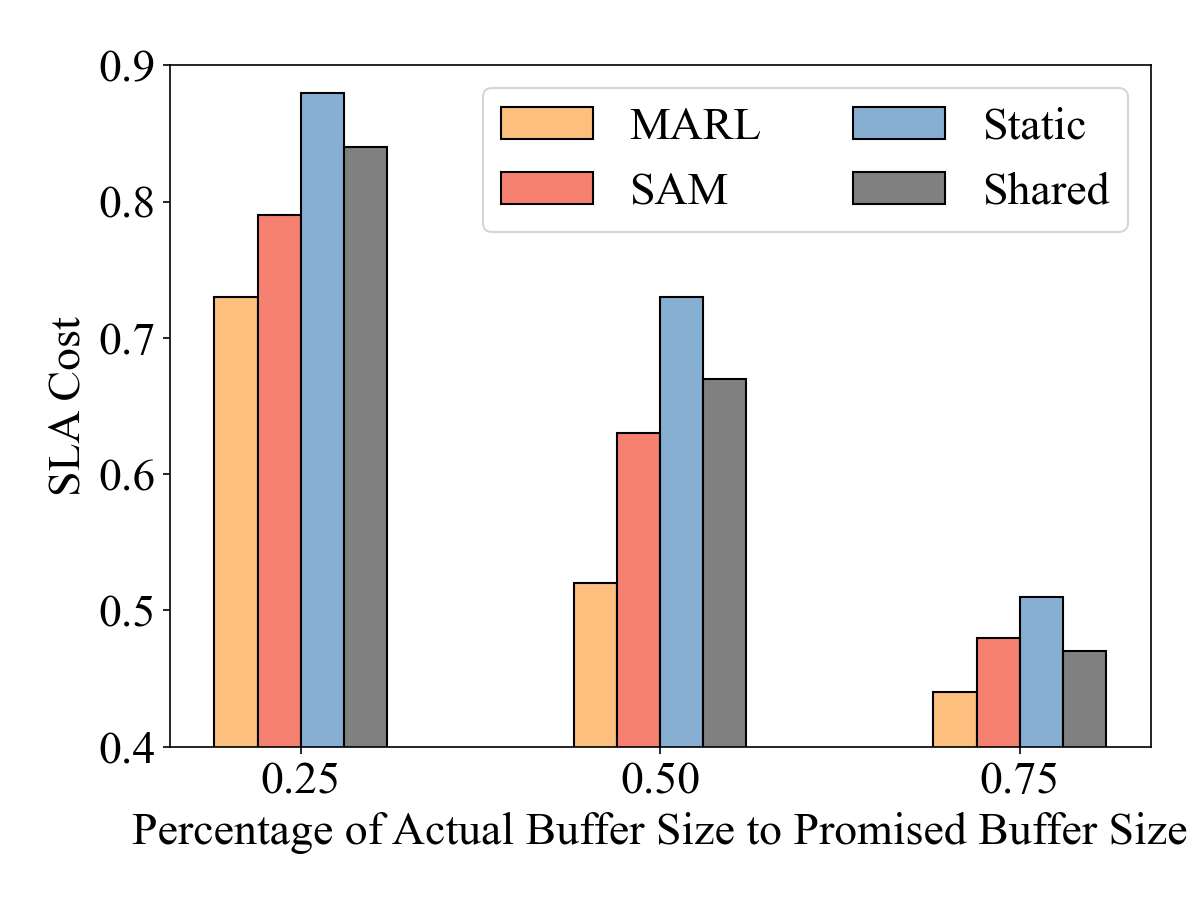 0.9
0.8
0.7
0.6
0.5
0.4
SLA Cost
MARL
SAM
Static
Shared
0.25
0.50
0.75
Percentage of Actual Buffer Size to Promised Buffer Size